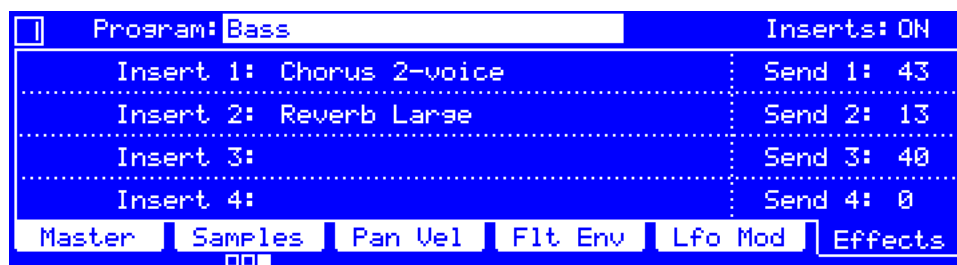 Program: Bass Inserts: ON
Insert 1: Chorus 2-voice Send 1: 43
Insert 2: Reverb Large Send 2: 13
Insert 3: Send 3: 40
Insert 4: Send 4: 0
Master Samples Pan Vel Flt Env Lfo Mod Effects